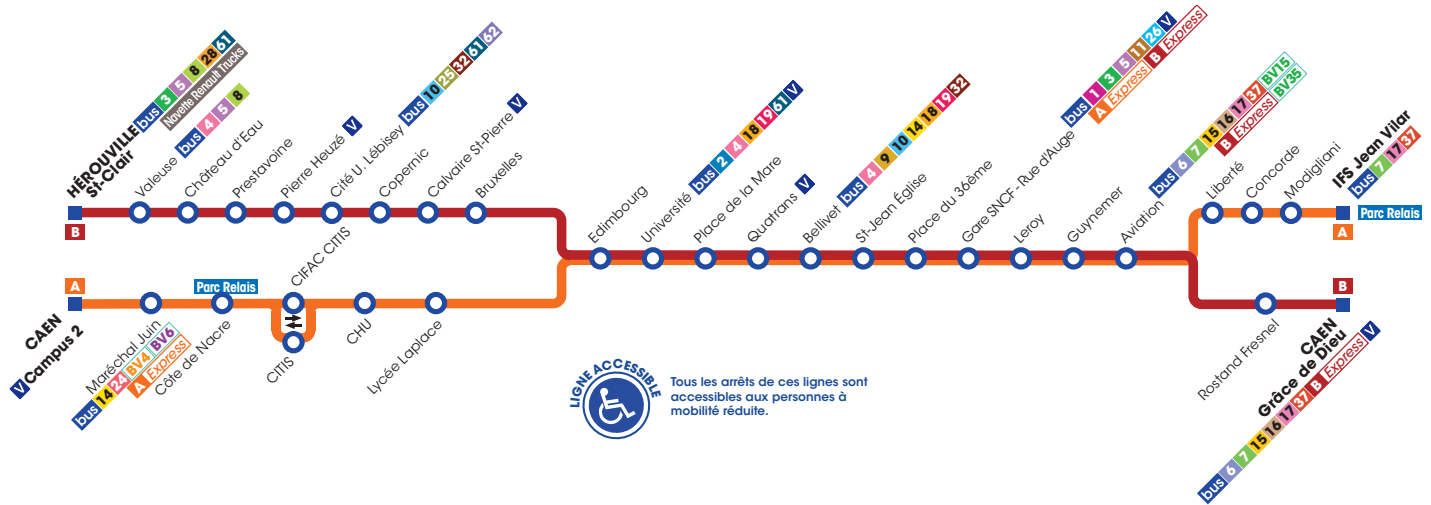 HÉROUVILLE
St-Clair
bus 3 5 8 28 61
Navette Renault Trucks
Valeuse
bus 4 5 8
Château d'Eau
Prestavoine
Pierre Heuzé V
Cité U. Lébisey
bus 10 25 32 61 62
Copernic
Calvaire St-Pierre V
Bruxelles
B
Edimbourg
Université
bus 2 4 18 19 61 V
Place de la Mare
Quatrans V
Bellivet
bus 4 9 10 14 18 19 32
St-Jean Église
Place du 36ème
Gare SNCF - Rue d'Auge
bus 1 3 5 11 26 V
A Express B Express
Leroy
Guynemer
Aviation
bus 6 7 15 16 17 37 BV15
B Express BV35
Liberté
Concorde
Modigliani
IFS Jean Vilar
bus 7 17 37
Parc Relais
A
A
CAEN
V Campus 2
Maréchal Juin
bus 14 24 BV4 BV6
A Express
Parc Relais
Côte de Nacre
CIFAC CITIS
CITIS
CHU
Lycée Laplace
B
Rostand Fresnel
CAEN
Grâce de Dieu
bus 6 7 15 16 17 37 B Express V
LIGNE ACCESSIBLE
Tous les arrêts de ces lignes sont
accessibles aux personnes à
mobilité réduite.